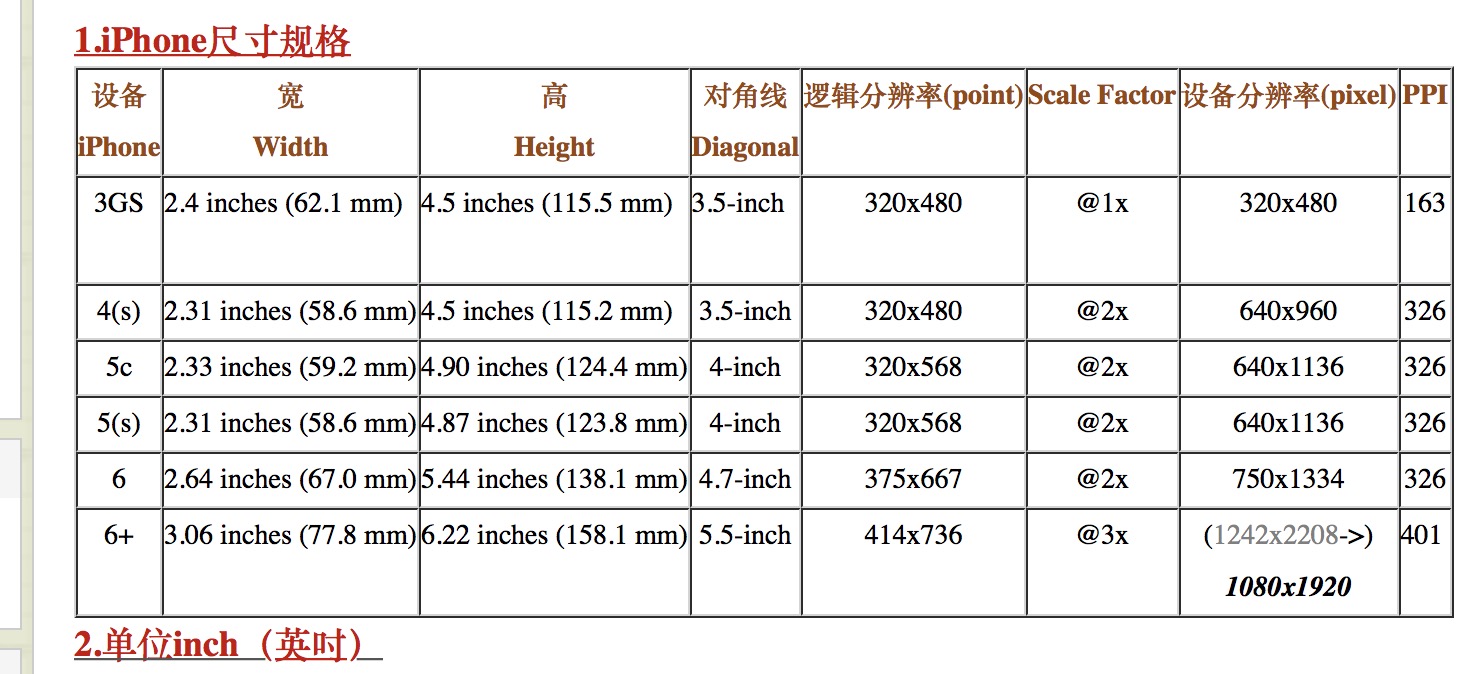 1.iPhone尺寸规格
设备 宽 高 对角线 逻辑分辨率(point) Scale Factor 设备分辨率(pixel) PPI
iPhone Width Height Diagonal
3GS 2.4 inches (62.1 mm) 4.5 inches (115.5 mm) 3.5-inch 320x480 @1x 320x480 163
4(s) 2.31 inches (58.6 mm) 4.5 inches (115.2 mm) 3.5-inch 320x480 @2x 640x960 326
5c 2.33 inches (59.2 mm) 4.90 inches (124.4 mm) 4-inch 320x568 @2x 640x1136 326
5(s) 2.31 inches (58.6 mm) 4.87 inches (123.8 mm) 4-inch 320x568 @2x 640x1136 326
6 2.64 inches (67.0 mm) 5.44 inches (138.1 mm) 4.7-inch 375x667 @2x 750x1334 326
6+ 3.06 inches (77.8 mm) 6.22 inches (158.1 mm) 5.5-inch 414x736 @3x (1242x2208->) 401
1080x1920
2.单位inch（英吋）